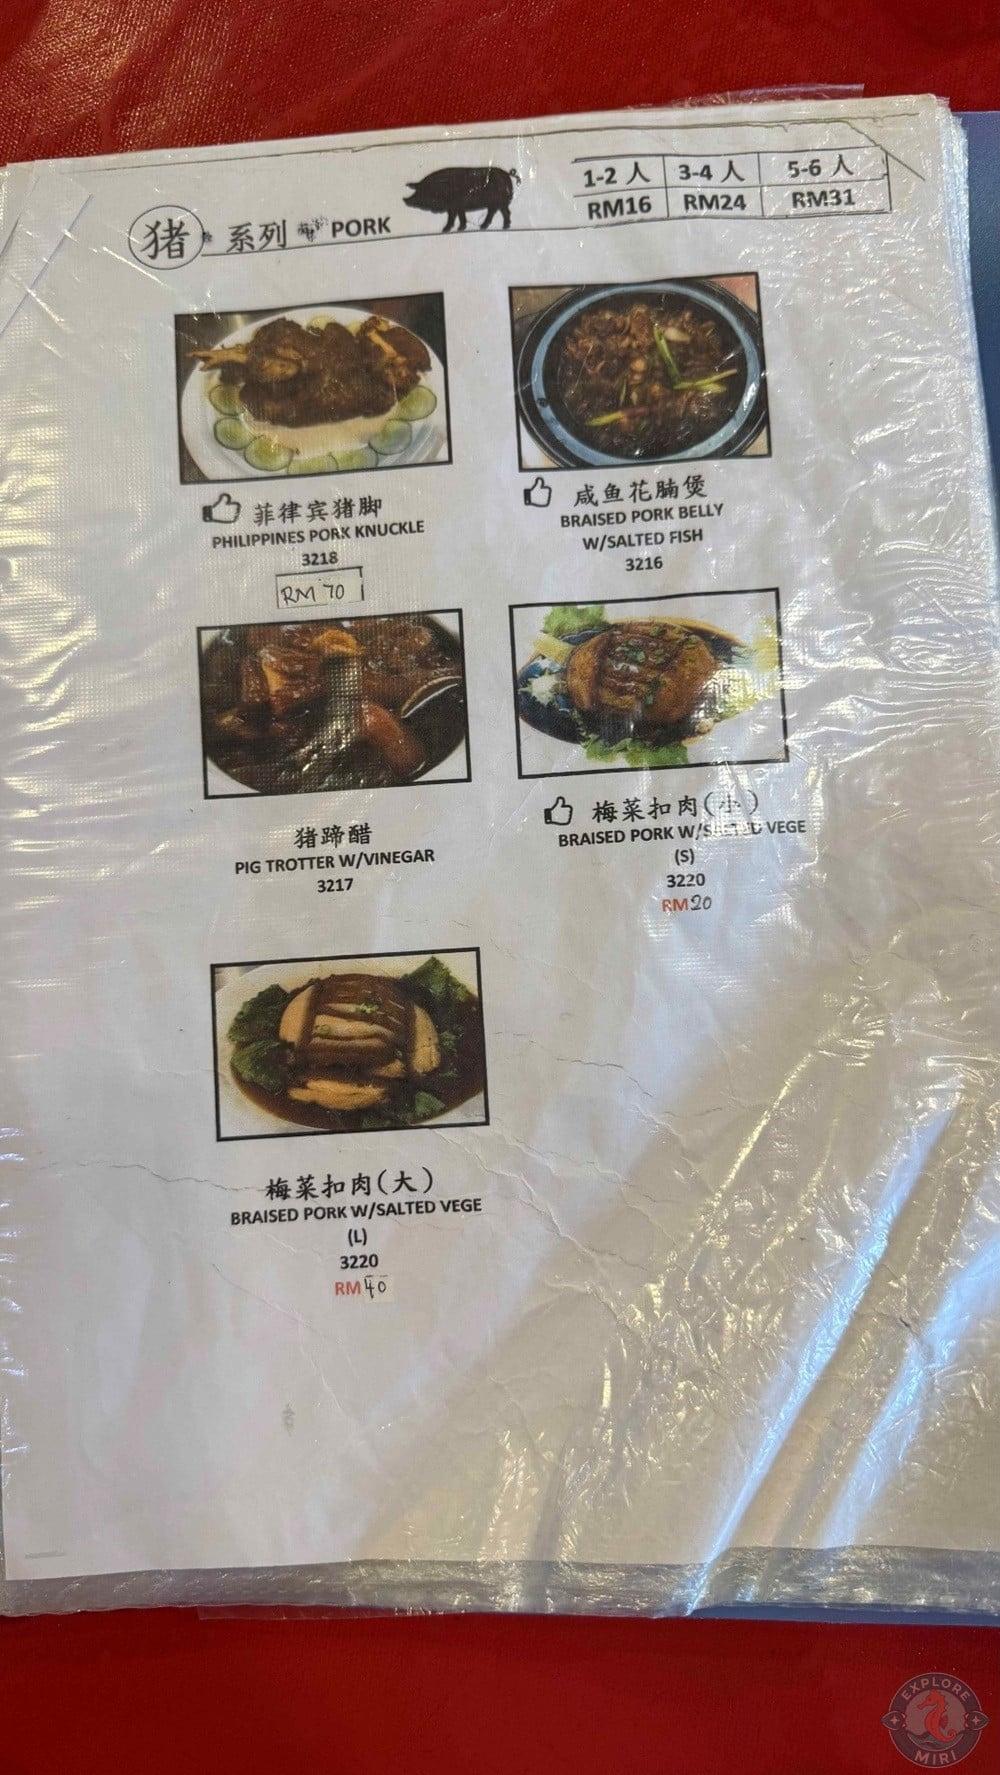 猪 系列 PORK
1-2 人 3-4 人 5-6 人
RM16 RM24 RM31
菲律宾猪脚
PHILIPPINES PORK KNUCKLE
3218
RM 70
咸鱼花腩煲
BRAISED PORK BELLY
W/SALTED FISH
3216
猪蹄醋
PIG TROTTER W/VINEGAR
3217
梅菜扣肉(小)
BRAISED PORK W/SALTED VEGE
(S)
3220
RM20
梅菜扣肉(大)
BRAISED PORK W/SALTED VEGE
(L)
3220
RM40
EXPLORE
MIRI